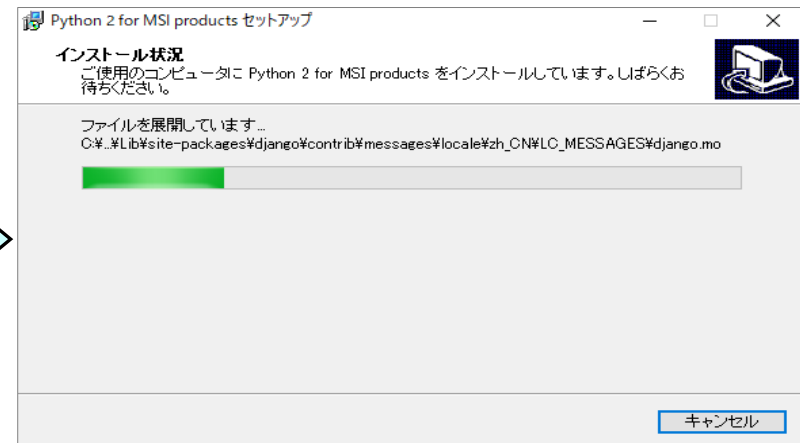 Python 2 for MSI products セットアップ
インストール状況
ご使用のコンピュータに Python 2 for MSI products をインストールしています。しばらくお
待ちください。
ファイルを展開しています...
C:¥...¥Lib¥site-packages¥django¥contrib¥messages¥locale¥zh_CN¥LC_MESSAGES¥django.mo
キャンセル